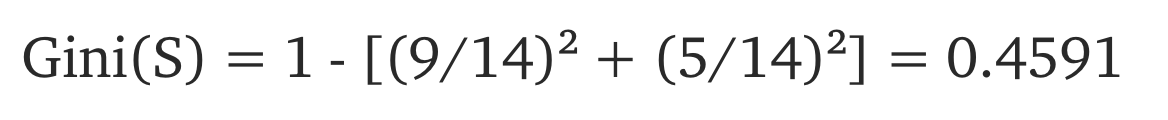 Gini(S) = 1 - [(9/14)² + (5/14)²] = 0.4591